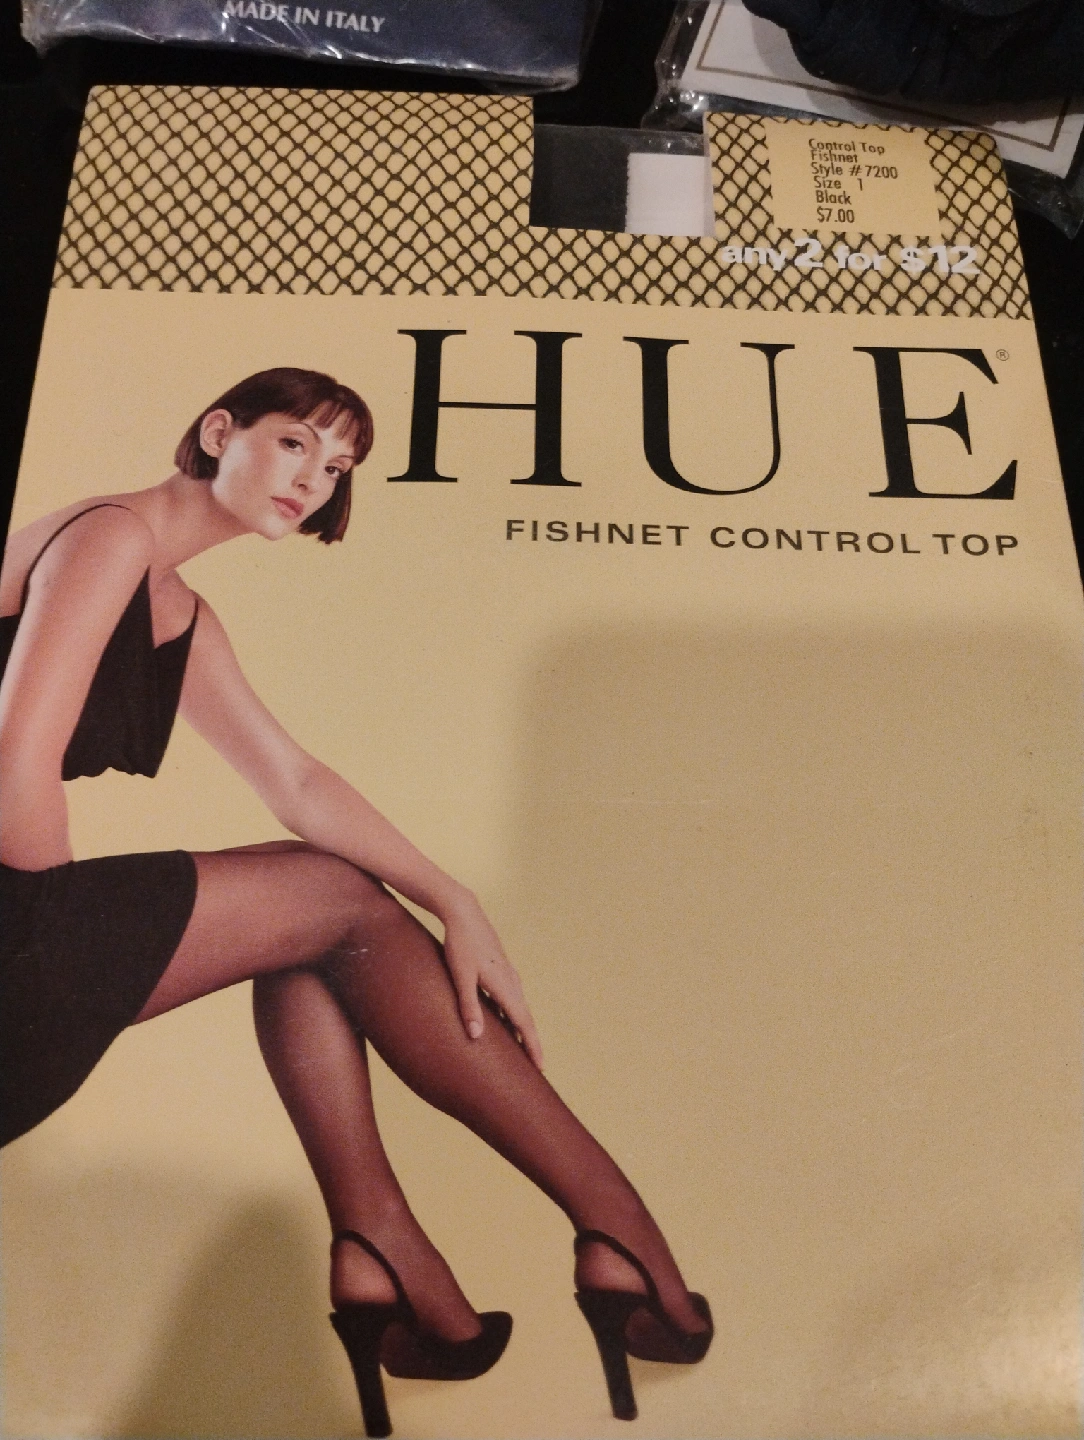 MADE IN ITALY
Control Top
Fishnet
Style # 7200
Size 1
Black
$7.00
any 2 for $12
HUE®
FISHNET CONTROL TOP